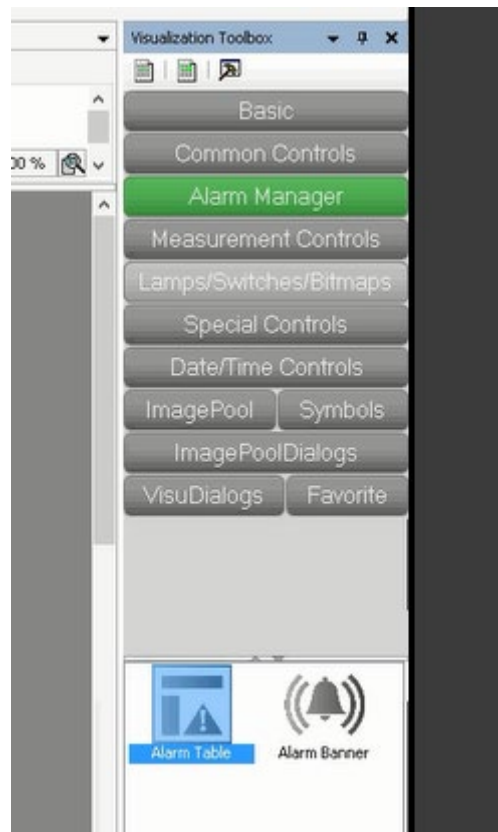 Visualization Toolbox
00 %
Basic
Common Controls
Alarm Manager
Measurement Controls
Lamps/Switches/Bitmaps
Special Controls
Date/Time Controls
ImagePool Symbols
ImagePoolDialogs
VisuDialogs Favorite
Alarm Table Alarm Banner